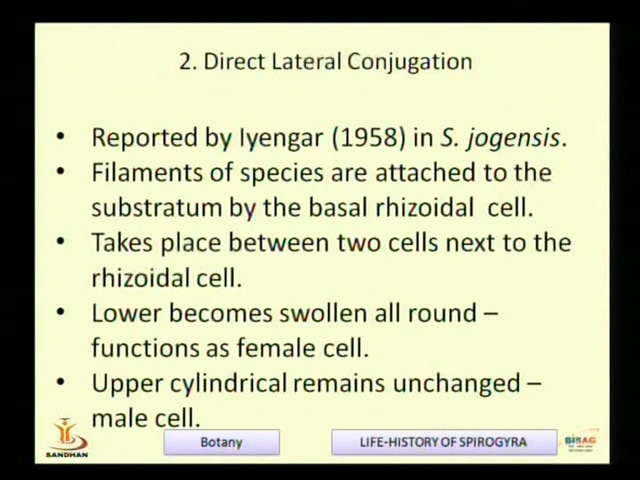 2. Direct Lateral Conjugation
• Reported by Iyengar (1958) in S. jogensis.
• Filaments of species are attached to the
substratum by the basal rhizoidal cell.
• Takes place between two cells next to the
rhizoidal cell.
• Lower becomes swollen all round –
functions as female cell.
• Upper cylindrical remains unchanged –
male cell.
SANDHAN
Botany
LIFE-HISTORY OF SPIROGYRA
BISAG